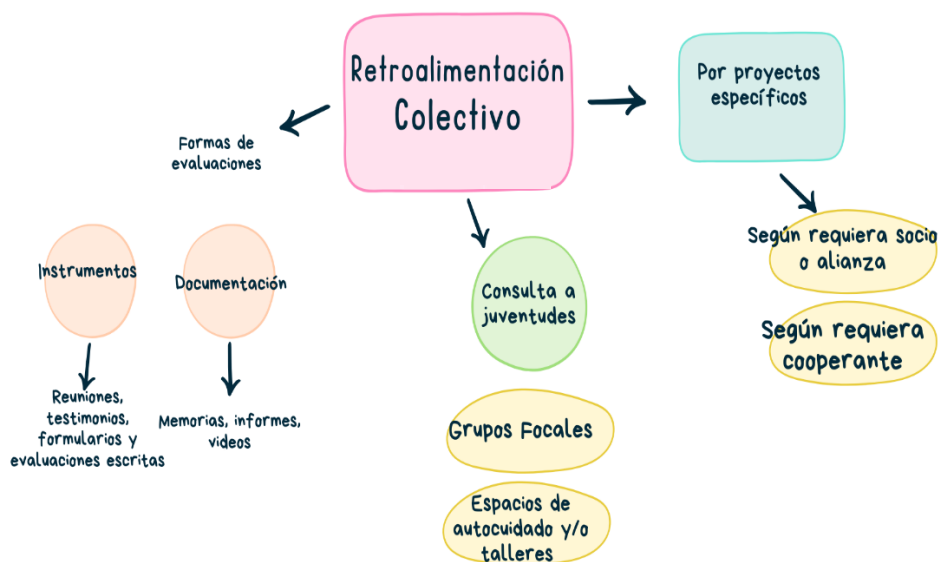 Retroalimentación
Colectivo
Por proyectos
específicos
Formas de
evaluaciones
Según requiera socio
o alianza
Instrumentos
Documentación
Consulta a
juventudes
Según requiera
cooperante
Reuniones,
testimonios,
formularios y
evaluaciones escritas
Memorias, informes,
videos
Grupos Focales
Espacios de
autocuidado y/o
talleres